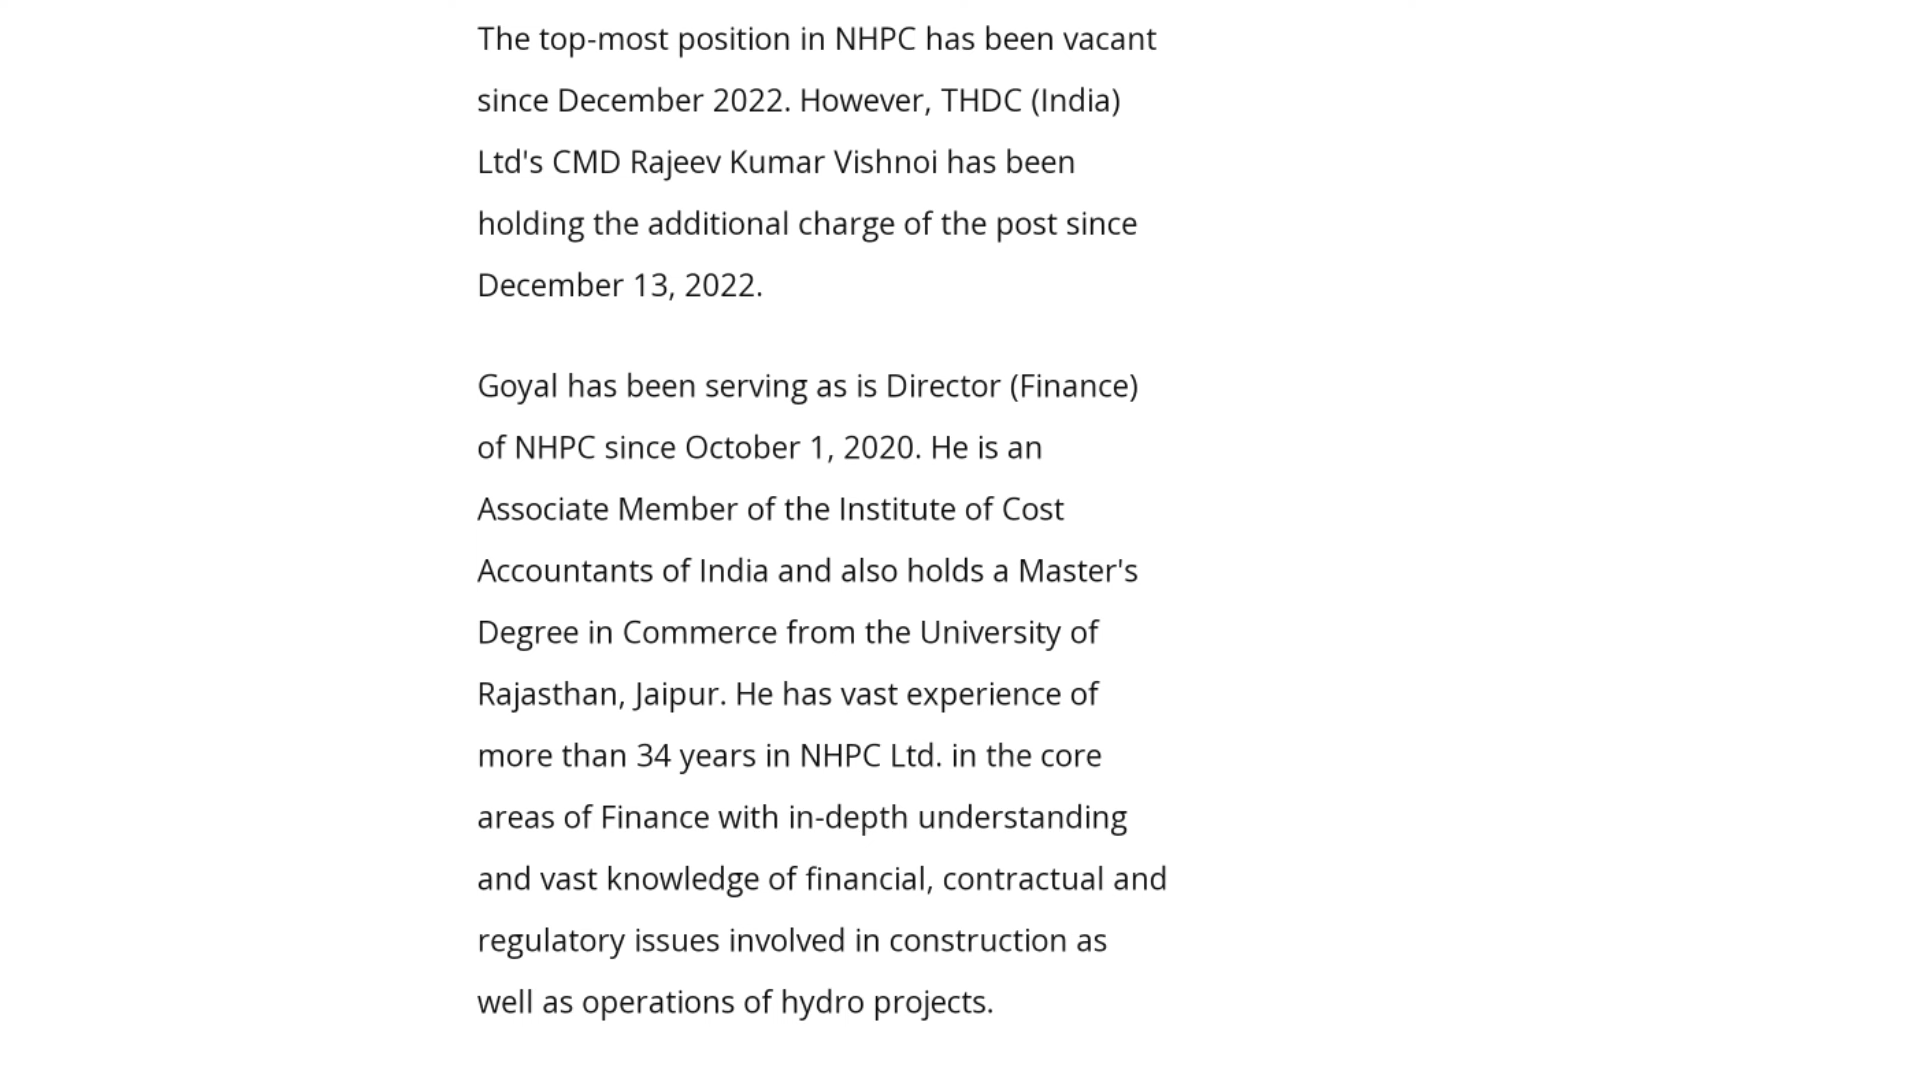 The top-most position in NHPC has been vacant
since December 2022. However, THDC (India)
Ltd's CMD Rajeev Kumar Vishnoi has been
holding the additional charge of the post since
December 13, 2022.
Goyal has been serving as is Director (Finance)
of NHPC since October 1, 2020. He is an
Associate Member of the Institute of Cost
Accountants of India and also holds a Master's
Degree in Commerce from the University of
Rajasthan, Jaipur. He has vast experience of
more than 34 years in NHPC Ltd. in the core
areas of Finance with in-depth understanding
and vast knowledge of financial, contractual and
regulatory issues involved in construction as
well as operations of hydro projects.